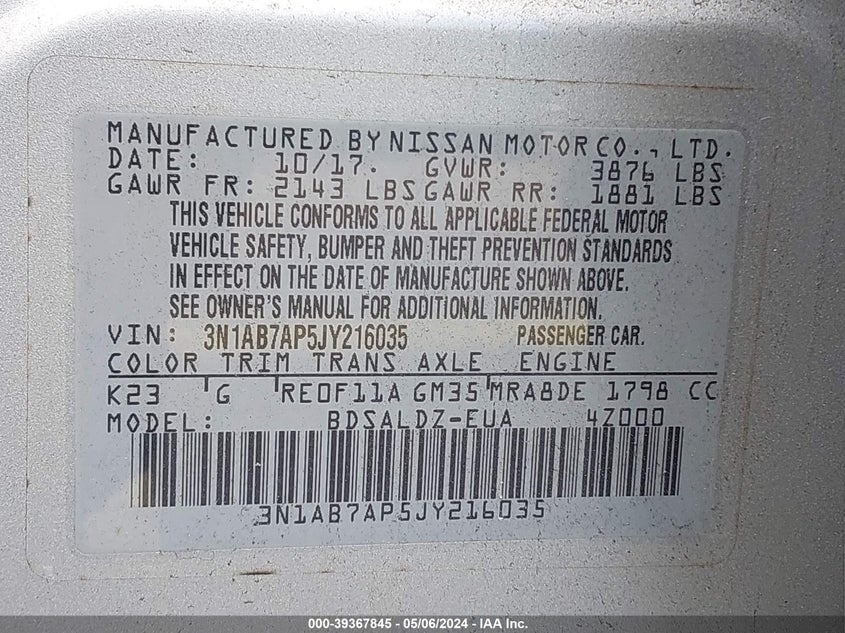 MANUFACTURED BY NISSAN MOTOR CO., LTD.
DATE: 10/17. GVWR: 3876 LBS
GAWR FR: 2143 LBS GAWR RR: 1881 LBS
THIS VEHICLE CONFORMS TO ALL APPLICABLE FEDERAL MOTOR
VEHICLE SAFETY, BUMPER AND THEFT PREVENTION STANDARDS
IN EFFECT ON THE DATE OF MANUFACTURE SHOWN ABOVE.
SEE OWNER'S MANUAL FOR ADDITIONAL INFORMATION.
VIN: 3N1AB7AP5JY216035 PASSENGER CAR.
COLOR TRIM TRANS AXLE ENGINE
K23 G RE0F11A GM35 MRA8DE 1798 CC
MODEL: BDSALDZ-EUA 4Z000
3N1AB7AP5JY216035
000-39367845 - 05/06/2024 - IAA Inc.